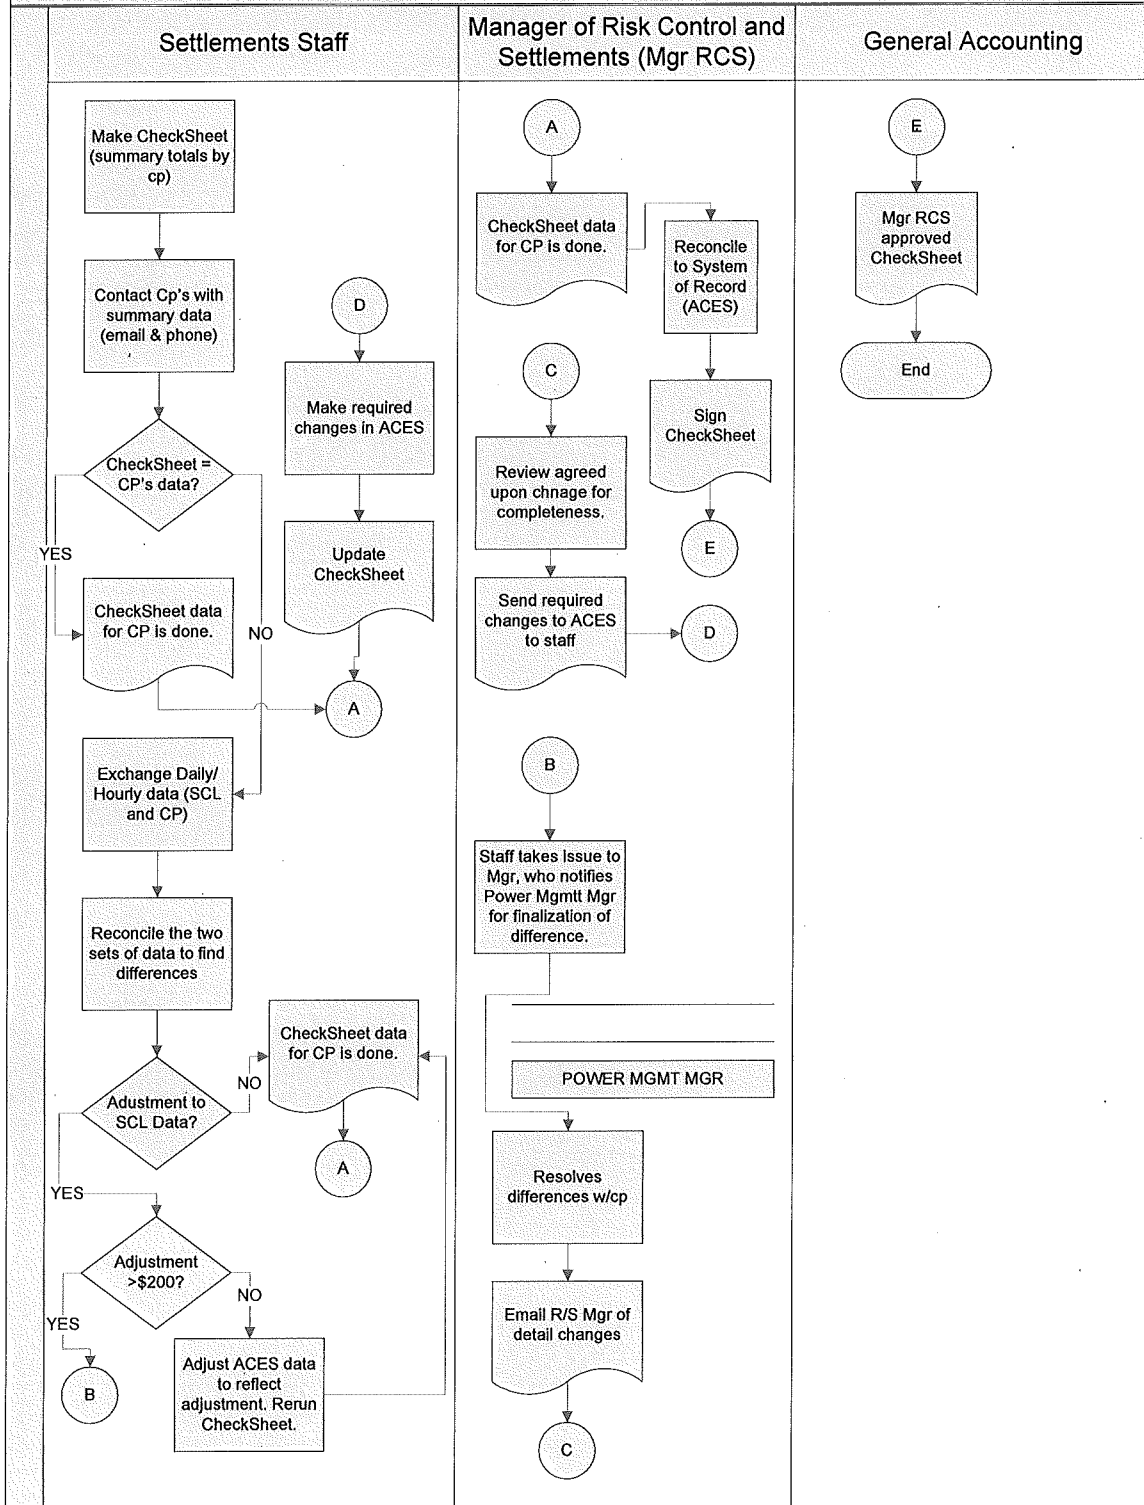 Settlements Staff
Manager of Risk Control and
Settlements (Mgr RCS)
General Accounting
Make CheckSheet
(summary totals by
cp)
Contact Cp's with
summary data
(email & phone)
CheckSheet =
CP's data?
YES
NO
CheckSheet data
for CP is done.
D
Make required
changes in ACES
Update
CheckSheet
A
Exchange Daily/
Hourly data (SCL
and CP)
Reconcile the two
sets of data to find
differences
Adustment to
SCL Data?
NO
YES
CheckSheet data
for CP is done.
A
Adjustment
>$200?
YES
NO
B
Adjust ACES data
to reflect
adjustment. Rerun
CheckSheet.
A
CheckSheet data
for CP is done.
Reconcile
to System
of Record
(ACES)
Sign
CheckSheet
E
C
Review agreed
upon chnage for
completeness.
Send required
changes to ACES
to staff
D
B
Staff takes issue to
Mgr, who notifies
Power Mgmtt Mgr
for finalization of
difference.
POWER MGMT MGR
Resolves
differences w/cp
Email R/S Mgr of
detail changes
C
E
Mgr RCS
approved
CheckSheet
End